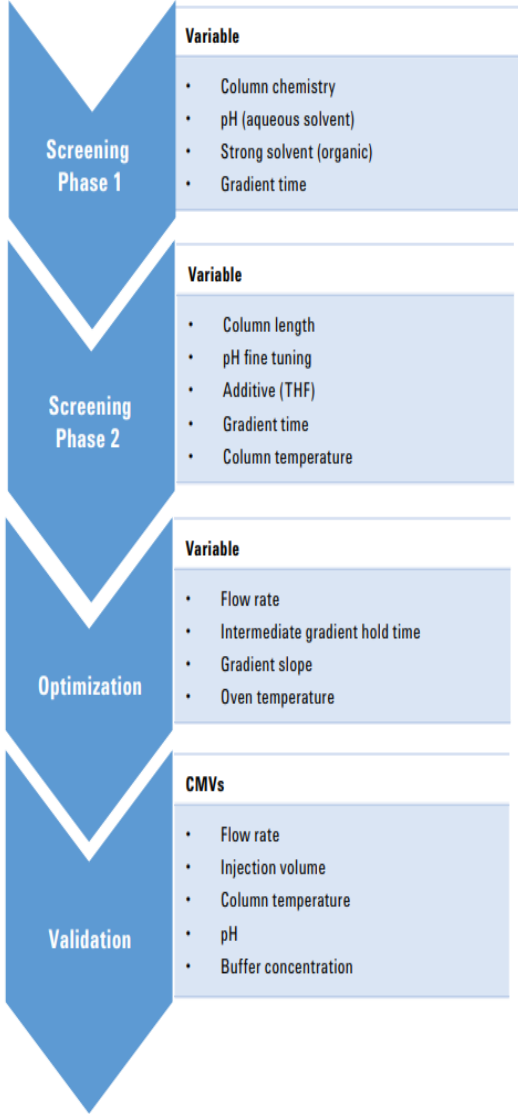 Screening
Phase 1
Variable
• Column chemistry
• pH (aqueous solvent)
• Strong solvent (organic)
• Gradient time
Screening
Phase 2
Variable
• Column length
• pH fine tuning
• Additive (THF)
• Gradient time
• Column temperature
Optimization
Variable
• Flow rate
• Intermediate gradient hold time
• Gradient slope
• Oven temperature
Validation
CMVs
• Flow rate
• Injection volume
• Column temperature
• pH
• Buffer concentration